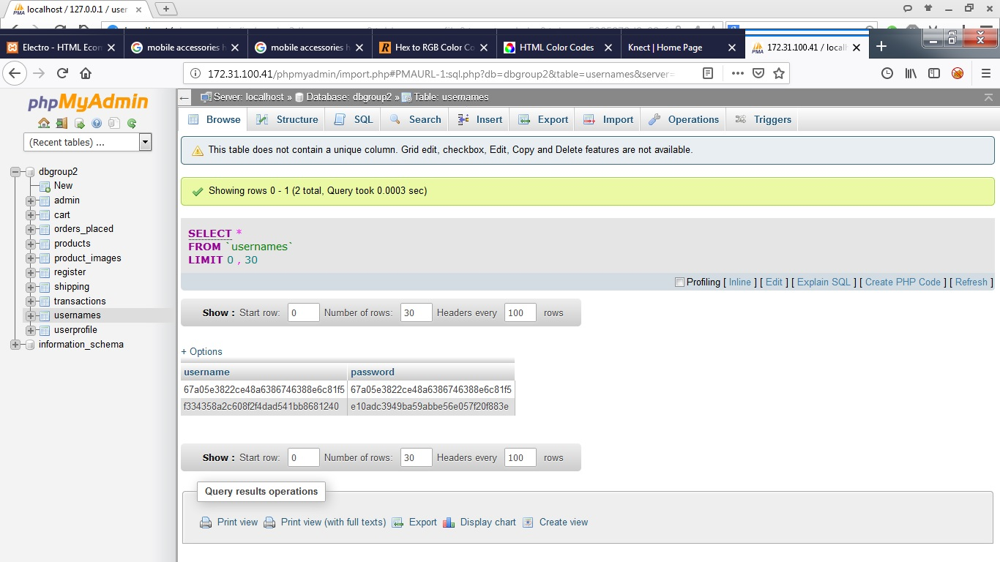 localhost / 127.0.0.1 / user
Electro - HTML Econ
mobile accessories h
mobile accessories h
Hex to RGB Color Co
HTML Color Codes
Knect | Home Page
172.31.100.41 / localh
172.31.100.41/phpmyadmin/import.php#PMAURL-1:sql.php?db=dbgroup2&table=usernames&server=
phpMyAdmin
(Recent tables) ...
dbgroup2
New
admin
cart
orders_placed
products
product_images
register
shipping
transactions
usernames
userprofile
information_schema
Server: localhost » Database: dbgroup2 » Table: usernames
Browse Structure SQL Search Insert Export Import Operations Triggers
This table does not contain a unique column. Grid edit, checkbox, Edit, Copy and Delete features are not available.
Showing rows 0 - 1 (2 total, Query took 0.0003 sec)
SELECT *
FROM `usernames`
LIMIT 0 , 30
Profiling [ Inline ] [ Edit ] [ Explain SQL ] [ Create PHP Code ] [ Refresh ]
Show : Start row: 0 Number of rows: 30 Headers every 100 rows
+ Options
username password
67a05e3822ce48a6386746388e6c81f5 67a05e3822ce48a6386746388e6c81f5
f334358a2c608f2f4dad541bb8681240 e10adc3949ba59abbe56e057f20f883e
Show : Start row: 0 Number of rows: 30 Headers every 100 rows
Query results operations
Print view Print view (with full texts) Export Display chart Create view